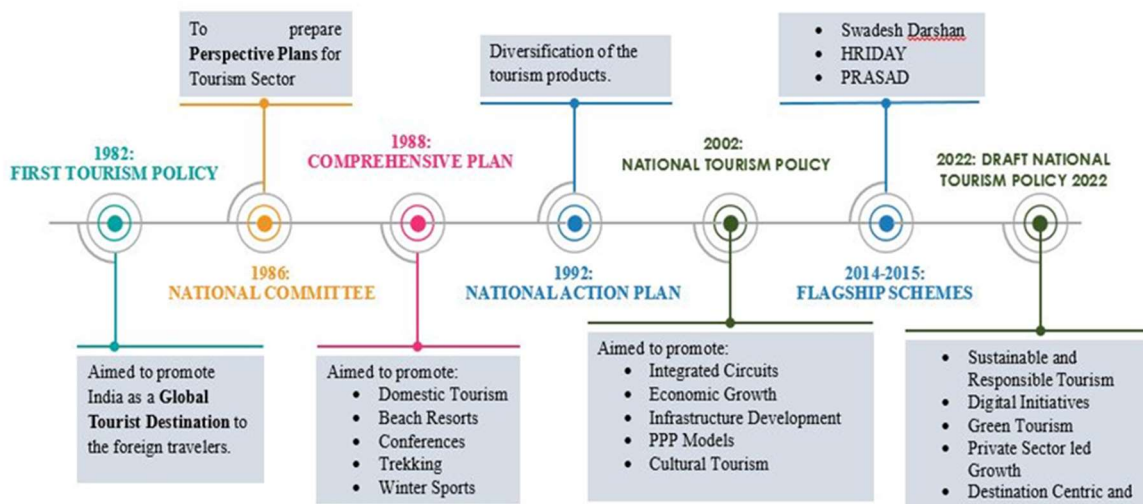 To prepare
Perspective Plans for
Tourism Sector
Diversification of the
tourism products.
• Swadesh Darshan
• HRIDAY
• PRASAD
1982:
FIRST TOURISM POLICY
1988:
COMPREHENSIVE PLAN
2002:
NATIONAL TOURISM POLICY
2022: DRAFT NATIONAL
TOURISM POLICY 2022
1986:
NATIONAL COMMITTEE
1992:
NATIONAL ACTION PLAN
2014-2015:
FLAGSHIP SCHEMES
Aimed to promote
India as a Global
Tourist Destination to
the foreign travelers.
Aimed to promote:
• Domestic Tourism
• Beach Resorts
• Conferences
• Trekking
• Winter Sports
Aimed to promote:
• Integrated Circuits
• Economic Growth
• Infrastructure Development
• PPP Models
• Cultural Tourism
• Sustainable and
Responsible Tourism
• Digital Initiatives
• Green Tourism
• Private Sector led
Growth
• Destination Centric and